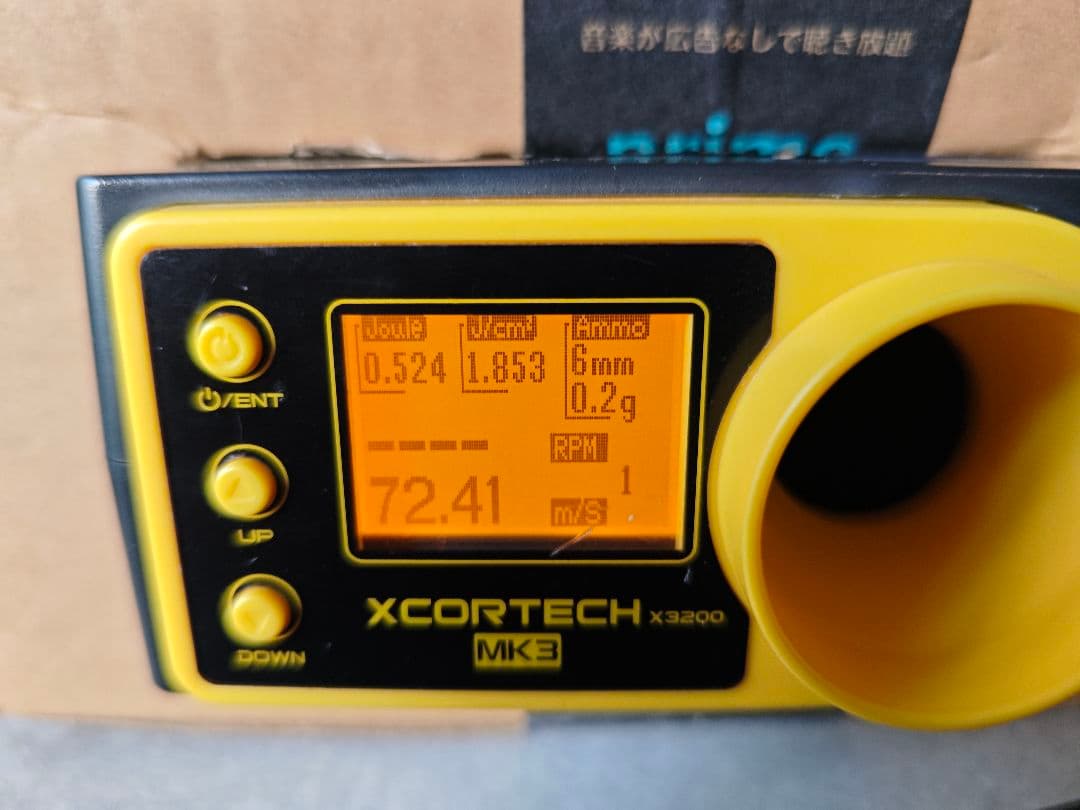 音楽が広告なしで聴き放題
prime
Joule J/cm² Ammo
0.524 1.853 6mm
0.2g
---- RPM
72.41 1
m/S
⏻/ENT
UP
DOWN
XCORTECH X3200
MK3